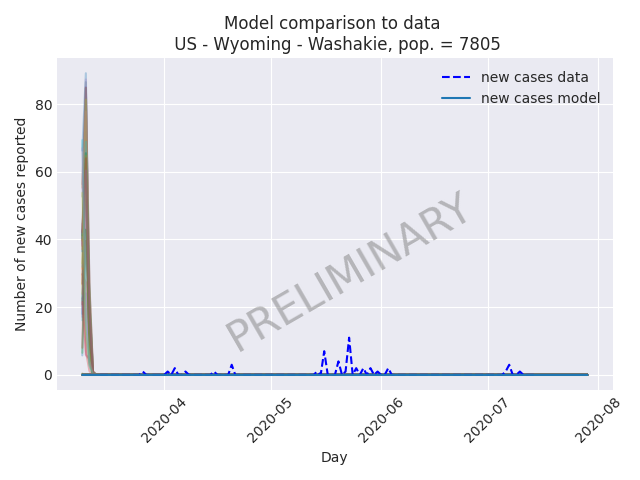 Model comparison to data
US - Wyoming - Washakie, pop. = 7805
new cases data
new cases model
Number of new cases reported
80
60
40
20
0
PRELIMINARY
2020-04
2020-05
2020-06
2020-07
2020-08
Day